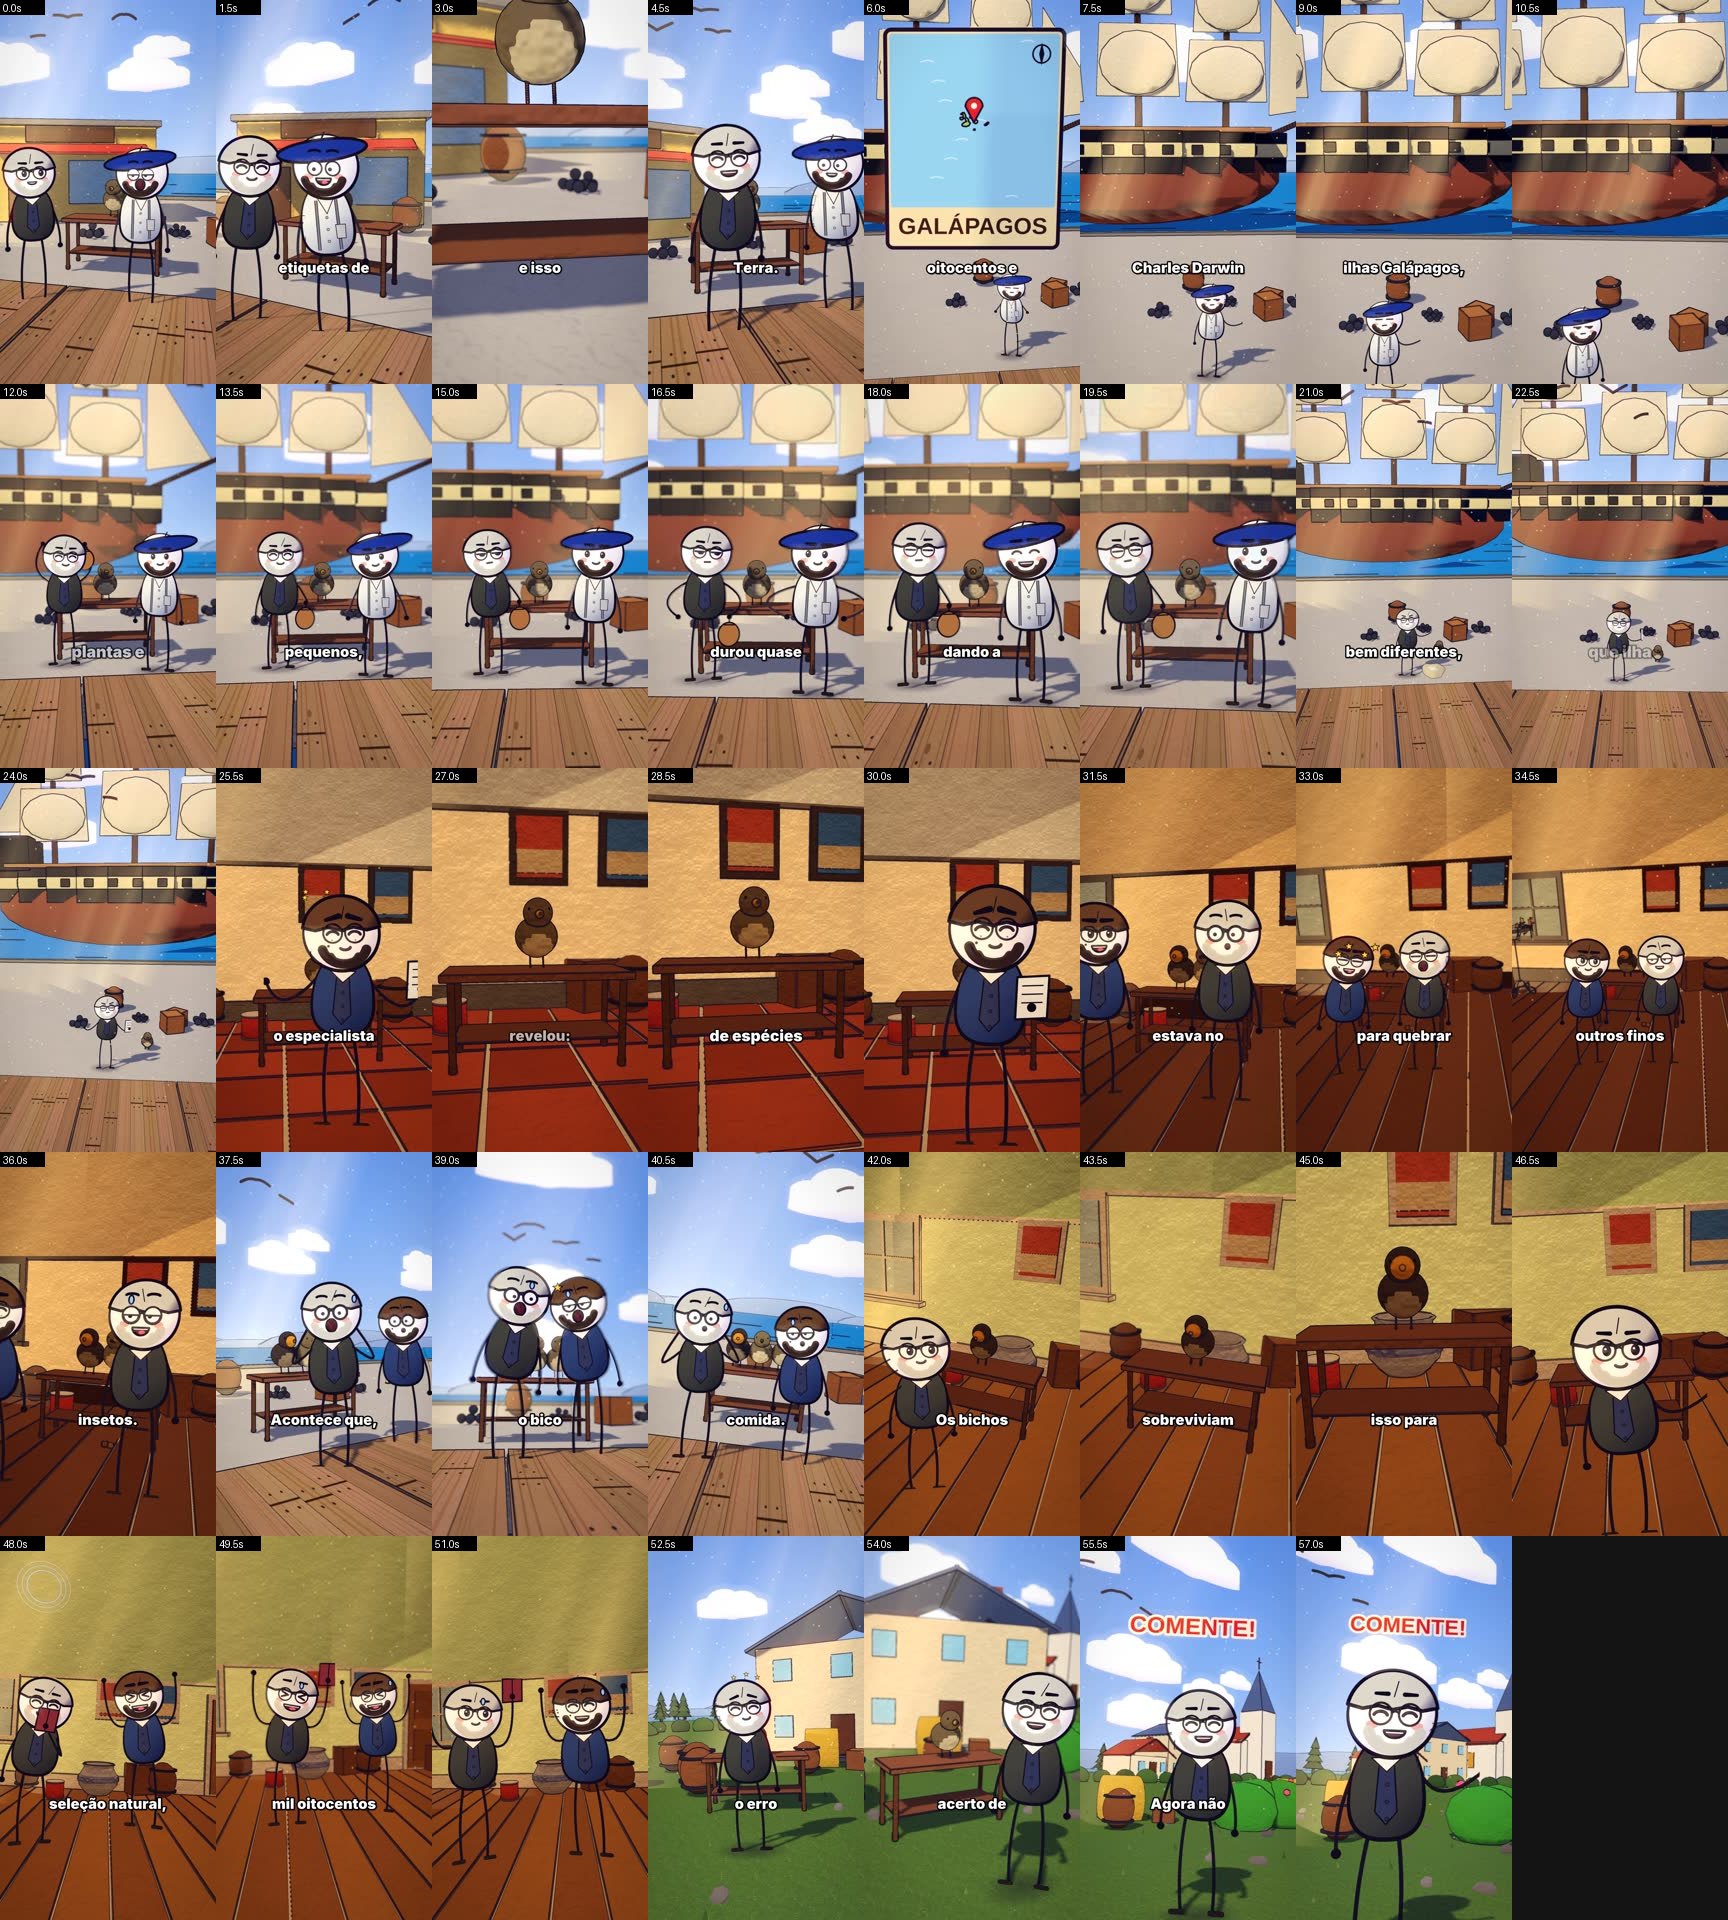 0.0s
1.5s
etiquetas de
3.0s
e isso
4.5s
Terra.
6.0s
GALÁPAGOS
oitocentos e
7.5s
Charles Darwin
9.0s
ilhas Galápagos,
10.5s
12.0s
plantas e
13.5s
pequenos,
15.0s
16.5s
durou quase
18.0s
dando a
19.5s
21.0s
bem diferentes,
22.5s
que ilha
24.0s
25.5s
o especialista
27.0s
revelou:
28.5s
de espécies
30.0s
31.5s
estava no
33.0s
para quebrar
34.5s
outros finos
36.0s
insetos.
37.5s
Acontece que,
39.0s
o bico
40.5s
comida.
42.0s
Os bichos
43.5s
sobreviviam
45.0s
isso para
46.5s
48.0s
seleção natural,
49.5s
mil oitocentos
51.0s
52.5s
o erro
54.0s
acerto de
55.5s
COMENTE!
Agora não
57.0s
COMENTE!